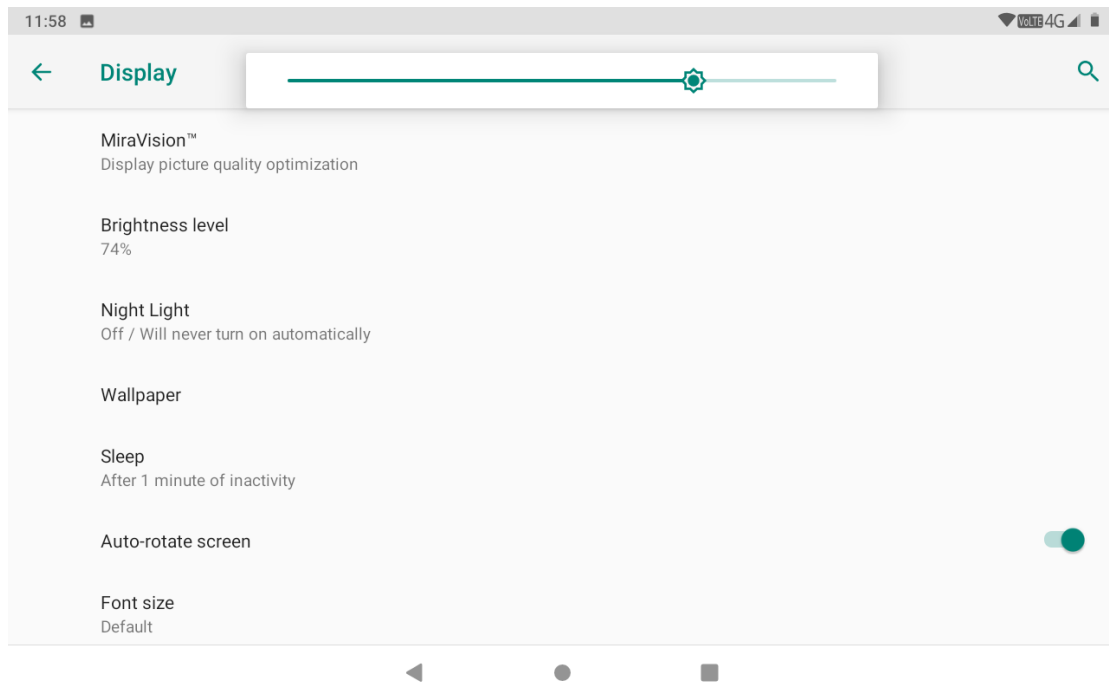 11:58
VoLTE 4G
Display
MiraVision™
Display picture quality optimization
Brightness level
74%
Night Light
Off / Will never turn on automatically
Wallpaper
Sleep
After 1 minute of inactivity
Auto-rotate screen
Font size
Default